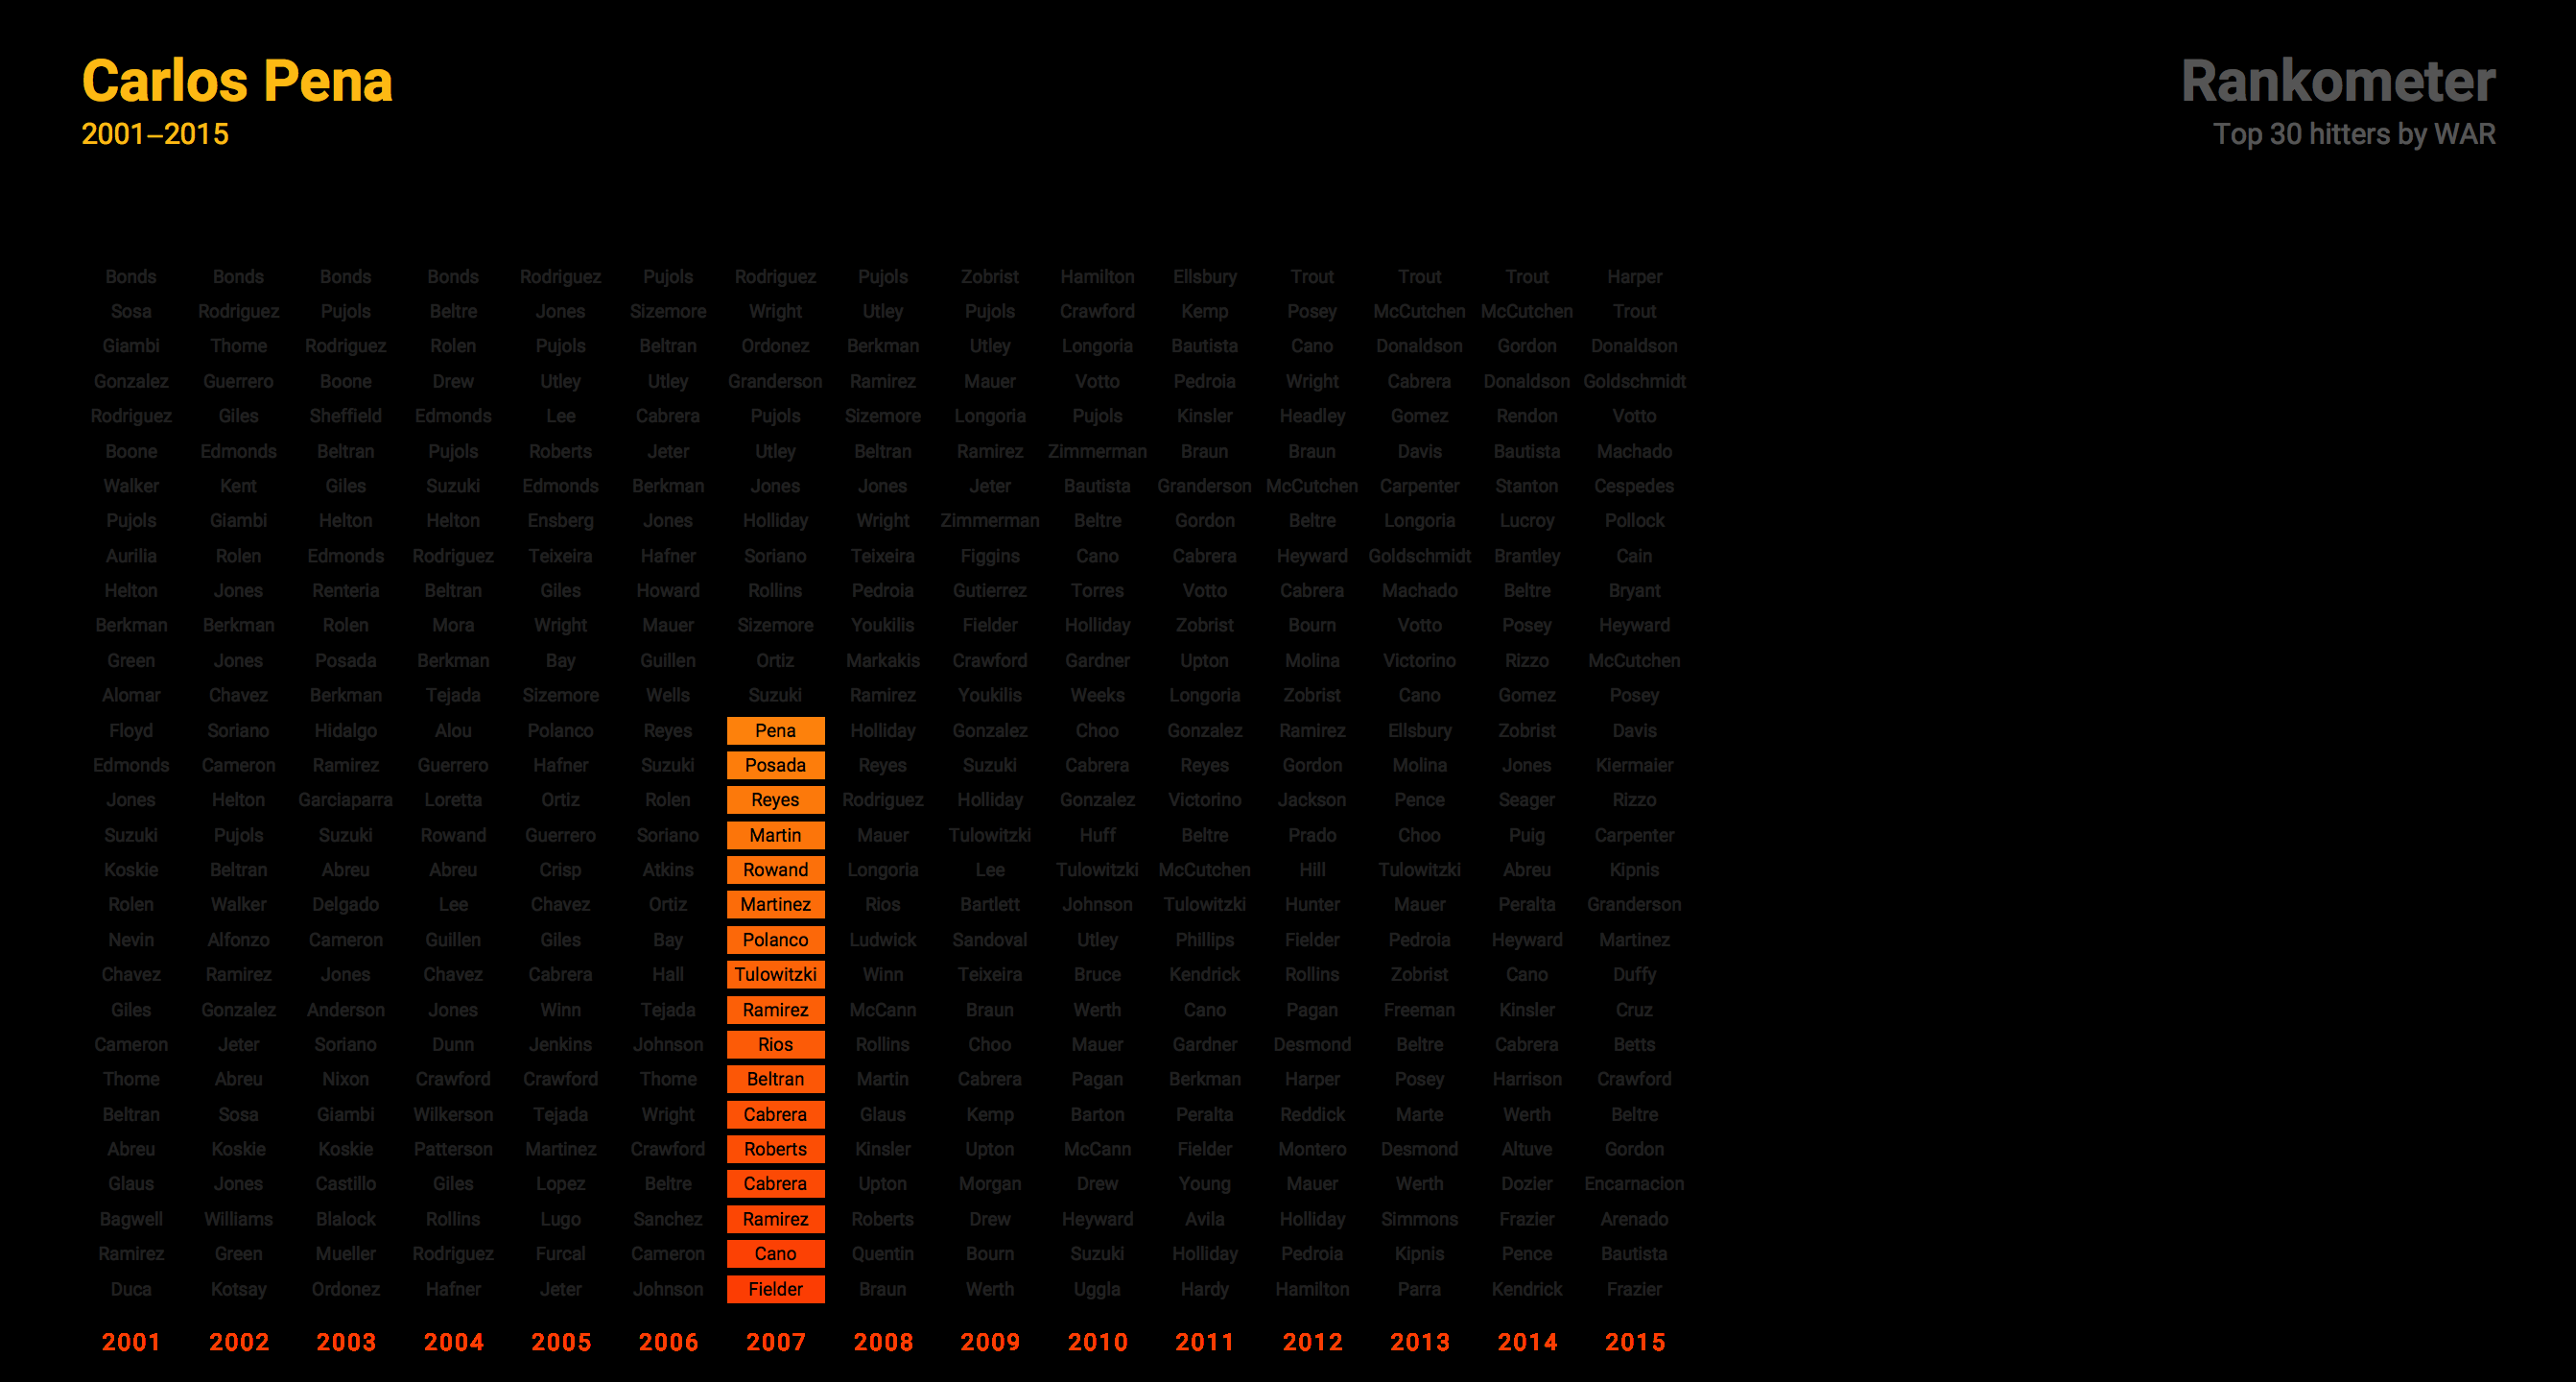 Carlos Pena
2001–2015
Rankometer
Top 30 hitters by WAR
Bonds Bonds Bonds Bonds Rodriguez Pujols Rodriguez Pujols Zobrist Hamilton Ellsbury Trout Trout Trout Harper
Sosa Rodriguez Pujols Beltre Jones Sizemore Wright Utley Pujols Crawford Kemp Posey McCutchen McCutchen Trout
Giambi Thome Rodriguez Rolen Pujols Beltran Ordonez Berkman Utley Longoria Bautista Cano Donaldson Gordon Donaldson
Gonzalez Guerrero Boone Drew Utley Utley Granderson Ramirez Mauer Votto Pedroia Wright Cabrera Donaldson Goldschmidt
Rodriguez Giles Sheffield Edmonds Lee Cabrera Pujols Sizemore Longoria Pujols Kinsler Headley Gomez Rendon Votto
Boone Edmonds Beltran Pujols Roberts Jeter Utley Beltran Ramirez Zimmerman Braun Braun Davis Bautista Machado
Walker Kent Giles Suzuki Edmonds Berkman Jones Jones Jeter Bautista Granderson McCutchen Carpenter Stanton Cespedes
Pujols Giambi Helton Helton Ensberg Jones Holliday Wright Zimmerman Beltre Gordon Beltre Longoria Lucroy Pollock
Aurilia Rolen Edmonds Rodriguez Teixeira Hafner Soriano Teixeira Figgins Cano Cabrera Heyward Goldschmidt Brantley Cain
Helton Jones Renteria Beltran Giles Howard Rollins Pedroia Gutierrez Torres Votto Cabrera Machado Beltre Bryant
Berkman Berkman Rolen Mora Wright Mauer Sizemore Youkilis Fielder Holliday Zobrist Bourn Votto Posey Heyward
Green Jones Posada Berkman Bay Guillen Ortiz Markakis Crawford Gardner Upton Molina Victorino Rizzo McCutchen
Alomar Chavez Berkman Tejada Sizemore Wells Suzuki Ramirez Youkilis Weeks Longoria Zobrist Cano Gomez Posey
Floyd Soriano Hidalgo Alou Polanco Reyes Pena Holliday Gonzalez Choo Gonzalez Ramirez Ellsbury Zobrist Davis
Edmonds Cameron Ramirez Guerrero Hafner Suzuki Posada Reyes Suzuki Cabrera Reyes Gordon Molina Jones Kiermaier
Jones Helton Garciaparra Loretta Ortiz Rolen Reyes Rodriguez Holliday Gonzalez Victorino Jackson Pence Seager Rizzo
Suzuki Pujols Suzuki Rowand Guerrero Soriano Martin Mauer Tulowitzki Huff Beltre Prado Choo Puig Carpenter
Koskie Beltran Abreu Abreu Crisp Atkins Rowand Longoria Lee Tulowitzki McCutchen Hill Tulowitzki Abreu Kipnis
Rolen Walker Delgado Lee Chavez Ortiz Martinez Rios Bartlett Johnson Tulowitzki Hunter Mauer Peralta Granderson
Nevin Alfonzo Cameron Guillen Giles Bay Polanco Ludwick Sandoval Utley Phillips Fielder Pedroia Heyward Martinez
Chavez Ramirez Jones Chavez Cabrera Hall Tulowitzki Winn Teixeira Bruce Kendrick Rollins Zobrist Cano Duffy
Giles Gonzalez Anderson Jones Winn Tejada Ramirez McCann Braun Werth Cano Pagan Freeman Kinsler Cruz
Cameron Jeter Soriano Dunn Jenkins Johnson Rios Rollins Choo Mauer Gardner Desmond Beltre Cabrera Betts
Thome Abreu Nixon Crawford Crawford Thome Beltran Martin Cabrera Pagan Berkman Harper Posey Harrison Crawford
Beltran Sosa Giambi Wilkerson Tejada Wright Cabrera Glaus Kemp Barton Peralta Reddick Marte Werth Beltre
Abreu Koskie Koskie Patterson Martinez Crawford Roberts Kinsler Upton McCann Fielder Montero Desmond Altuve Gordon
Glaus Jones Castillo Giles Lopez Beltre Cabrera Upton Morgan Drew Young Mauer Werth Dozier Encarnacion
Bagwell Williams Blalock Rollins Lugo Sanchez Ramirez Roberts Drew Heyward Avila Holliday Simmons Frazier Arenado
Ramirez Green Mueller Rodriguez Furcal Cameron Cano Quentin Bourn Suzuki Holliday Pedroia Kipnis Pence Bautista
Duca Kotsay Ordonez Hafner Jeter Johnson Fielder Braun Werth Uggla Hardy Hamilton Parra Kendrick Frazier
2001 2002 2003 2004 2005 2006 2007 2008 2009 2010 2011 2012 2013 2014 2015